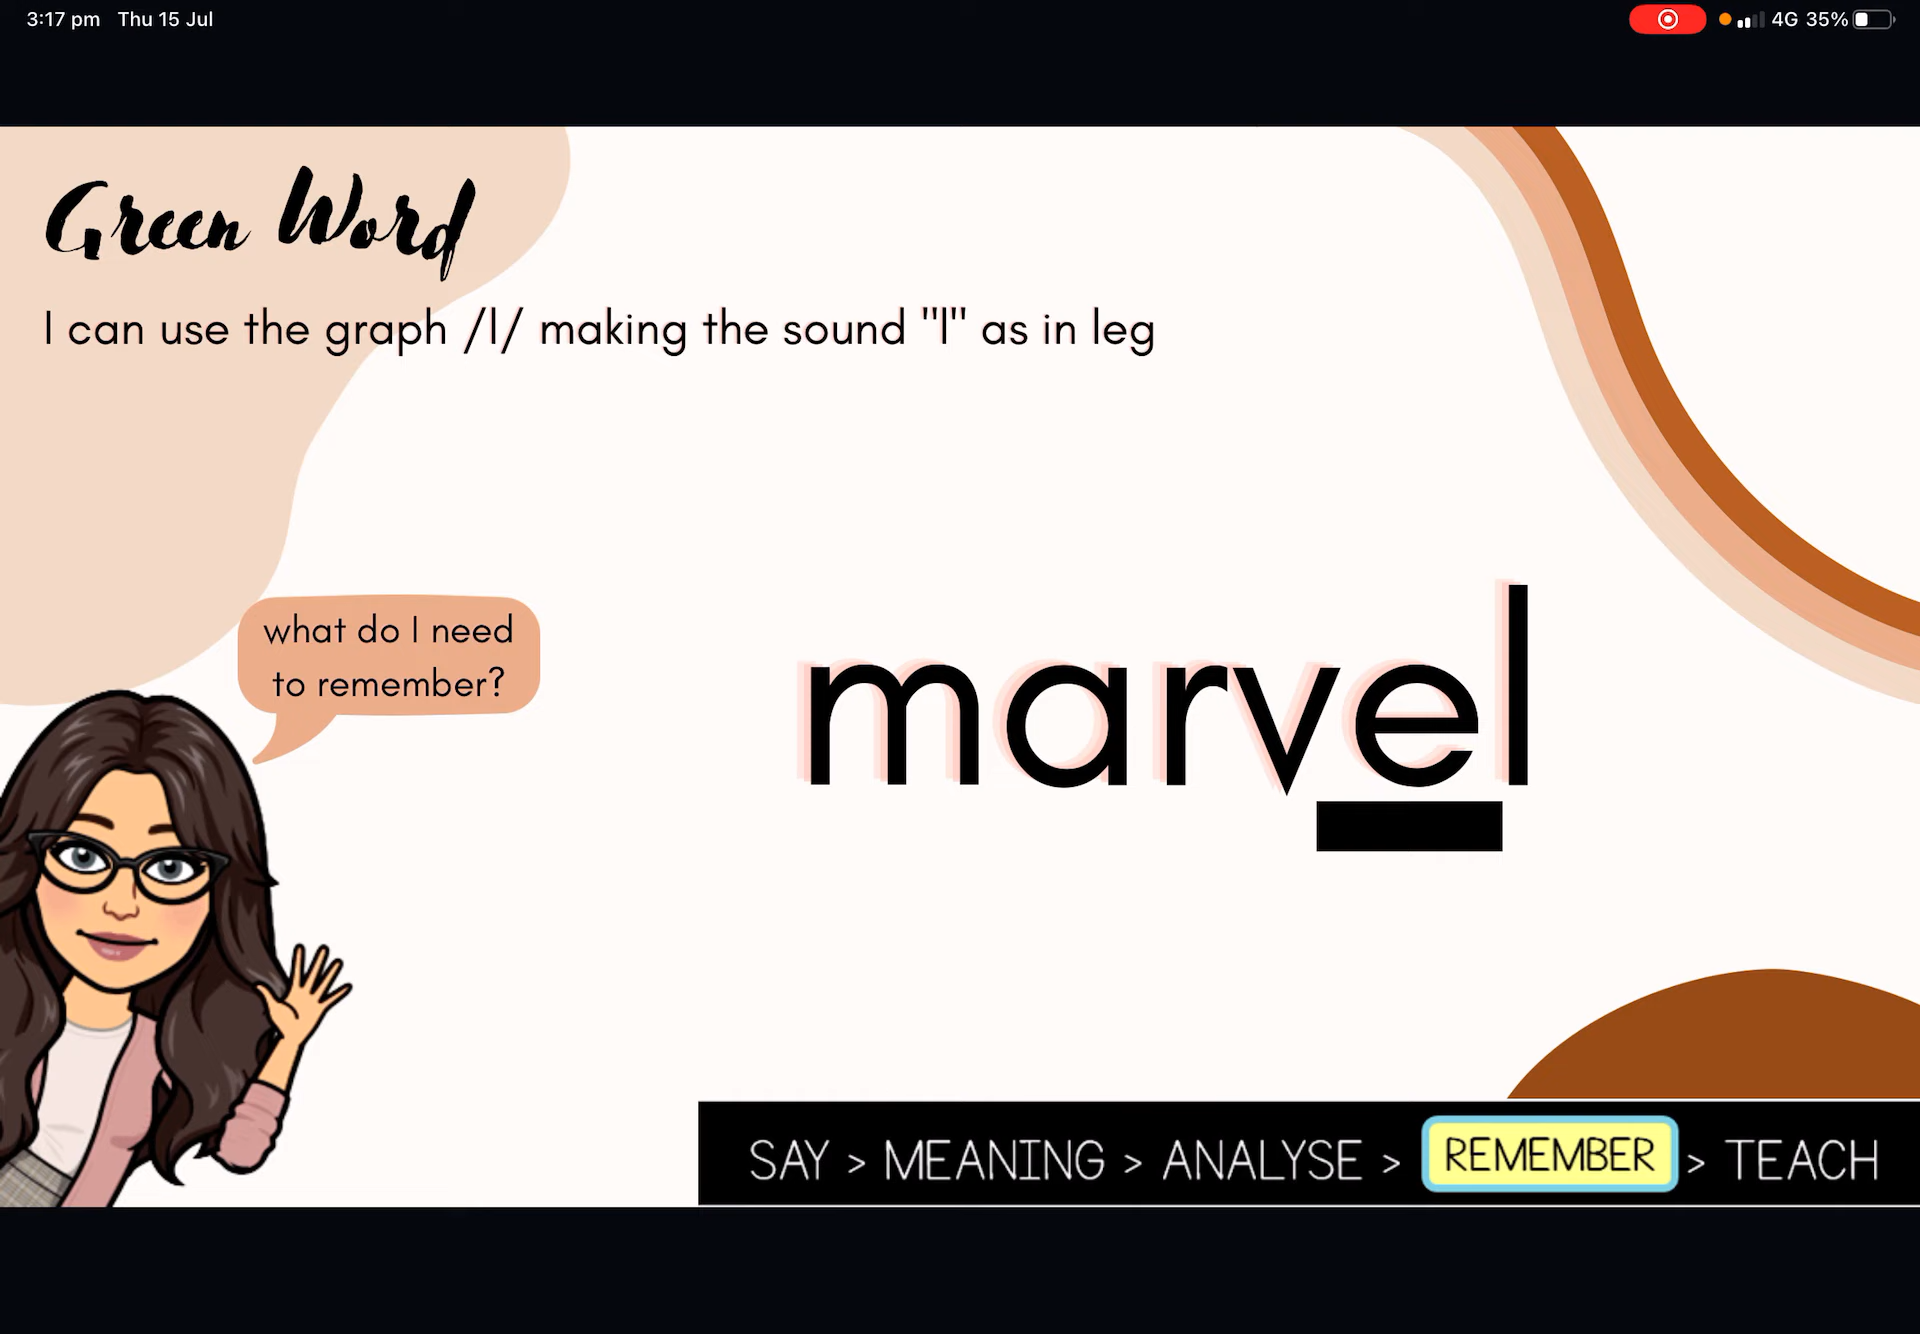 3:17 pm Thu 15 Jul
4G 35%
Green Word
I can use the graph /l/ making the sound "l" as in leg
what do I need
to remember?
marvel
SAY > MEANING > ANALYSE > REMEMBER > TEACH